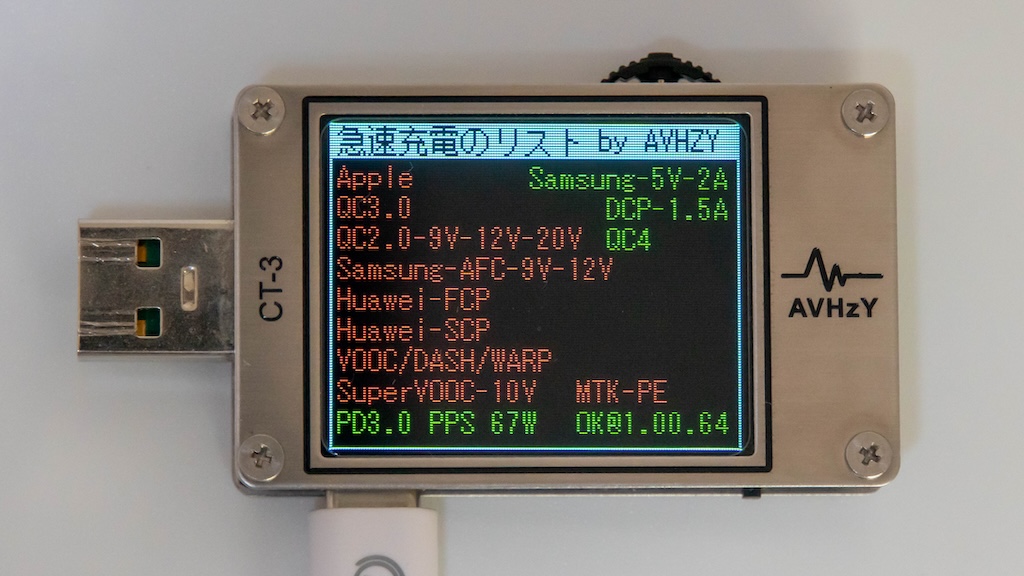 急速充電のリスト by AVHZY
Apple Samsung-5V-2A
QC3.0 DCP-1.5A
QC2.0-9V-12V-20V QC4
Samsung-AFC-9V-12V
Huawei-FCP
Huawei-SCP
VOOC/DASH/WARP
SuperVOOC-10V MTK-PE
PD3.0 PPS 67W OK@1.00.64
CT-3
AVHzY